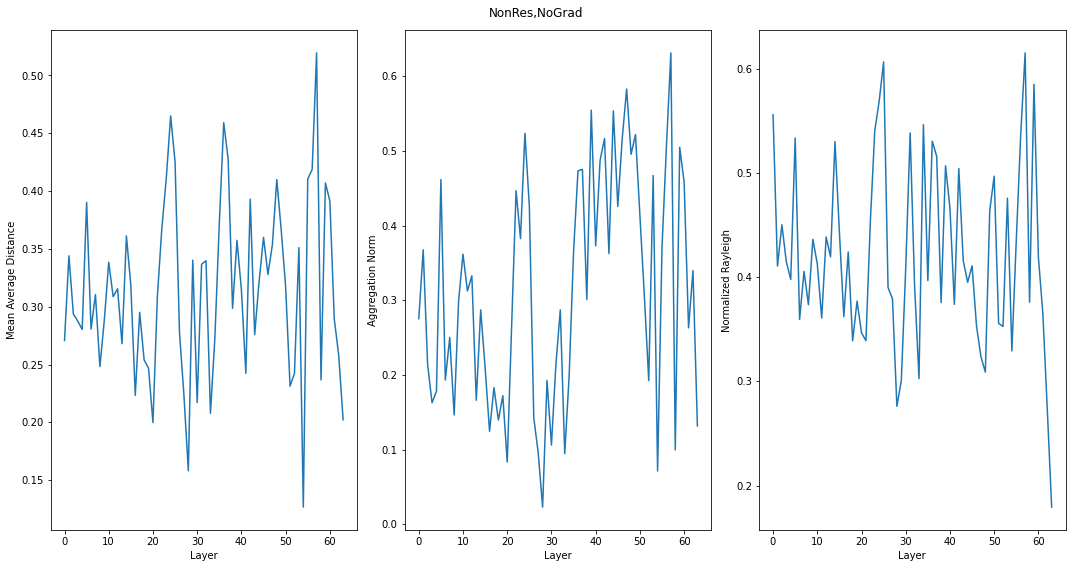 NonRes,NoGrad
Mean Average Distance
0.50
0.45
0.40
0.35
0.30
0.25
0.20
0.15
0 10 20 30 40 50 60
Layer
Aggregation Norm
0.6
0.5
0.4
0.3
0.2
0.1
0.0
0 10 20 30 40 50 60
Layer
Normalized Rayleigh
0.6
0.5
0.4
0.3
0.2
0 10 20 30 40 50 60
Layer